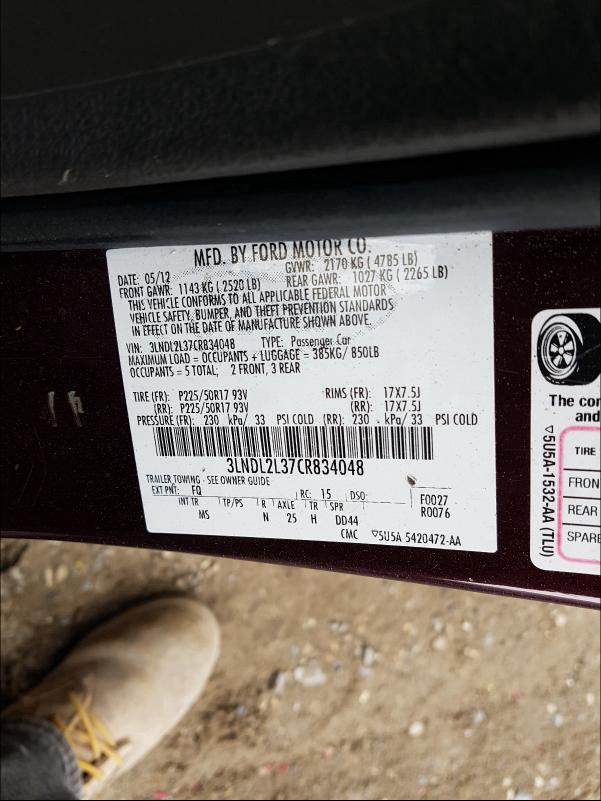 MFD. BY FORD MOTOR CO.
DATE: 05/12 GVWR: 2170 KG ( 4785 LB)
FRONT GAWR: 1143 KG ( 2520 LB) REAR GAWR: 1027 KG ( 2265 LB)
THIS VEHICLE CONFORMS TO ALL APPLICABLE FEDERAL MOTOR
VEHICLE SAFETY, BUMPER, AND THEFT PREVENTION STANDARDS
IN EFFECT ON THE DATE OF MANUFACTURE SHOWN ABOVE
VIN: 3LNDL2L37CR834048 TYPE: Passenger Car
MAXIMUM LOAD = OCCUPANTS + LUGGAGE = 385KG/ 850LB
OCCUPANTS = 5 TOTAL; 2 FRONT, 3 REAR
TIRE (FR): P225/50R17 93V RIMS (FR): 17X7.5J
(RR): P225/50R17 93V (RR): 17X7.5J
PRESSURE (FR): 230 kPa/ 33 PSI COLD (RR): 230 kPa/ 33 PSI COLD
3LNDL2L37CR834048
TRAILER TOWING - SEE OWNER GUIDE
EXT PNT: FQ RC: 15 DSO: F0027
INT TR TP/PS R AXLE TR SPR R0076
MS N 25 H DD44
CMC ▽5U5A 5420472-AA
The con
and
TIRE
FRON
REAR
SPARE
▽5U5A-1532-AA (TLU)